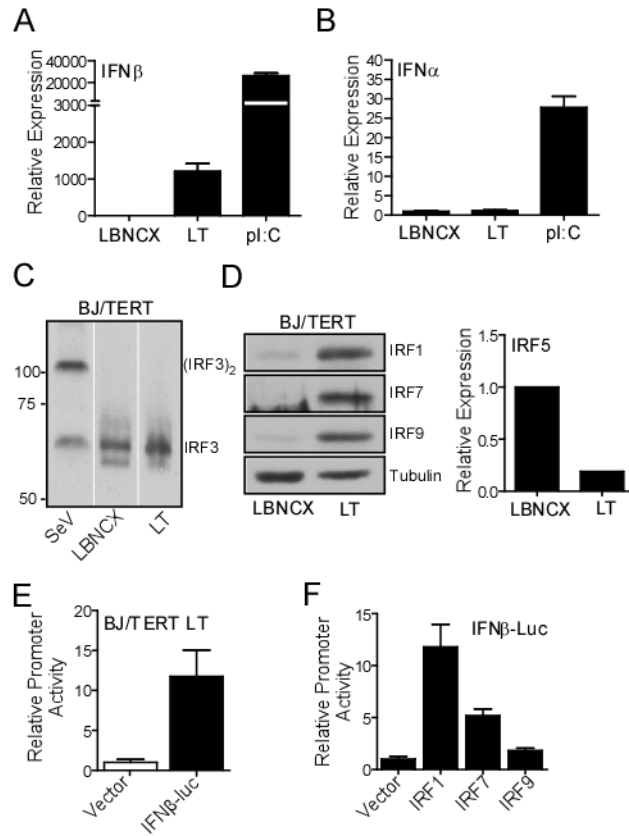 A
IFNβ
Relative Expression
40000
20000
3000
2000
1000
0
LBNCX LT pI:C
B
IFNα
Relative Expression
40
35
30
25
20
15
10
5
0
LBNCX LT pI:C
C
BJ/TERT
100
75
50
(IRF3)2
IRF3
SeV LBNCX LT
D
BJ/TERT
IRF1
IRF7
IRF9
Tubulin
LBNCX LT
IRF5
Relative Expression
1.5
1.0
0.5
0.0
LBNCX LT
E
BJ/TERT LT
Relative Promoter
Activity
20
15
10
5
0
Vector IFNβ-luc
F
IFNβ-Luc
Relative Promoter
Activity
15
10
5
0
Vector IRF1 IRF7 IRF9